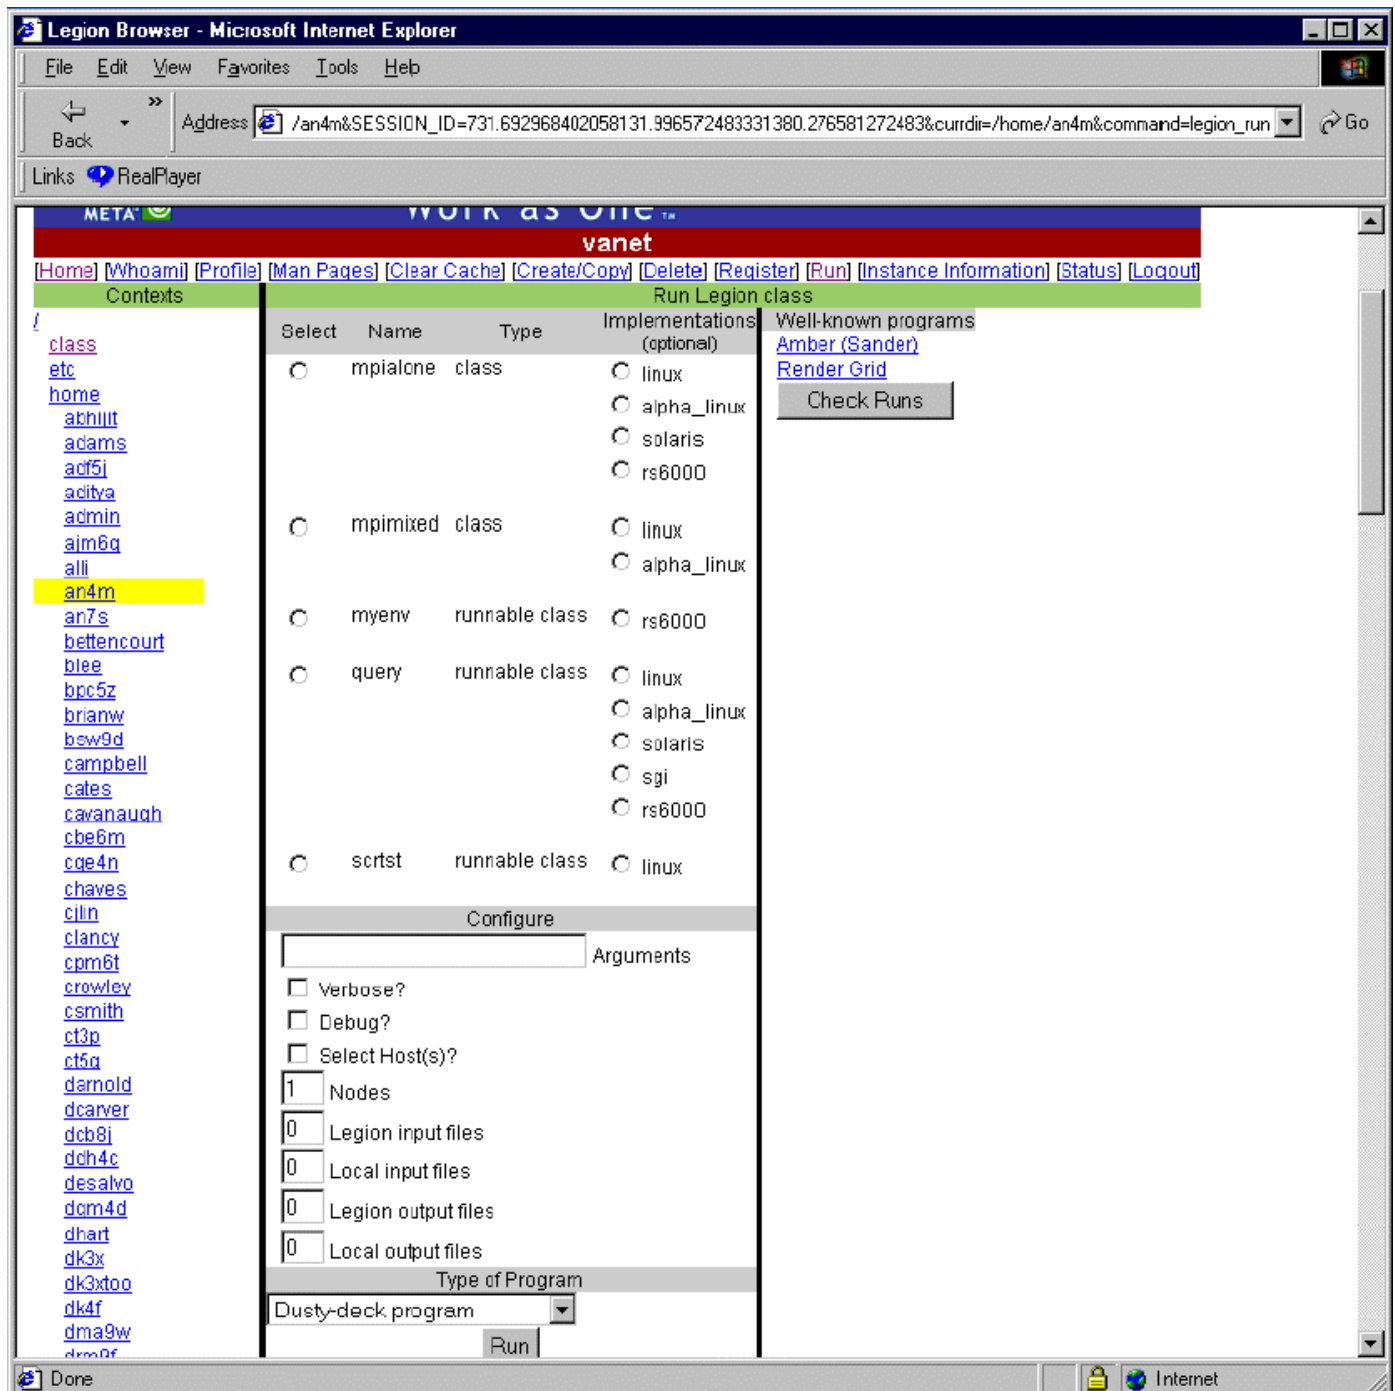 Legion Browser - Microsoft Internet Explorer
File Edit View Favorites Tools Help
Back
Address /an4m&SESSION_ID=731.692968402058131.996572483331380.276581272483&currdir=/home/an4m&command=legion_run
Go
Links RealPlayer
META
Work as One TM
vanet
[Home] [Whoami] [Profile] [Man Pages] [Clear Cache] [Create/Copy] [Delete] [Register] [Run] [Instance Information] [Status] [Logout]
Contexts
/
class
etc
home
abhijit
adams
adf5j
aditya
admin
ajm6q
alli
an4m
an7s
bettencourt
blee
bpc5z
brianw
bsw9d
campbell
cates
cavanaugh
cbe6m
cge4n
chaves
cjlin
clancy
cpm6t
crowley
csmith
ct3p
ct5q
darnold
dcarver
dcb8j
ddh4c
desalvo
dgm4d
dhart
dk3x
dk3xtoo
dk4f
dma9w
drm9f
Run Legion class
Select Name Type Implementations (optional)
mpialone class linux
alpha_linux
solaris
rs6000
mpimixed class linux
alpha_linux
myenv runnable class rs6000
query runnable class linux
alpha_linux
solaris
sgi
rs6000
scrtst runnable class linux
Configure
Arguments
Verbose?
Debug?
Select Host(s)?
1 Nodes
0 Legion input files
0 Local input files
0 Legion output files
0 Local output files
Type of Program
Dusty-deck program
Run
Well-known programs
Amber (Sander)
Render Grid
Check Runs
Done
Internet